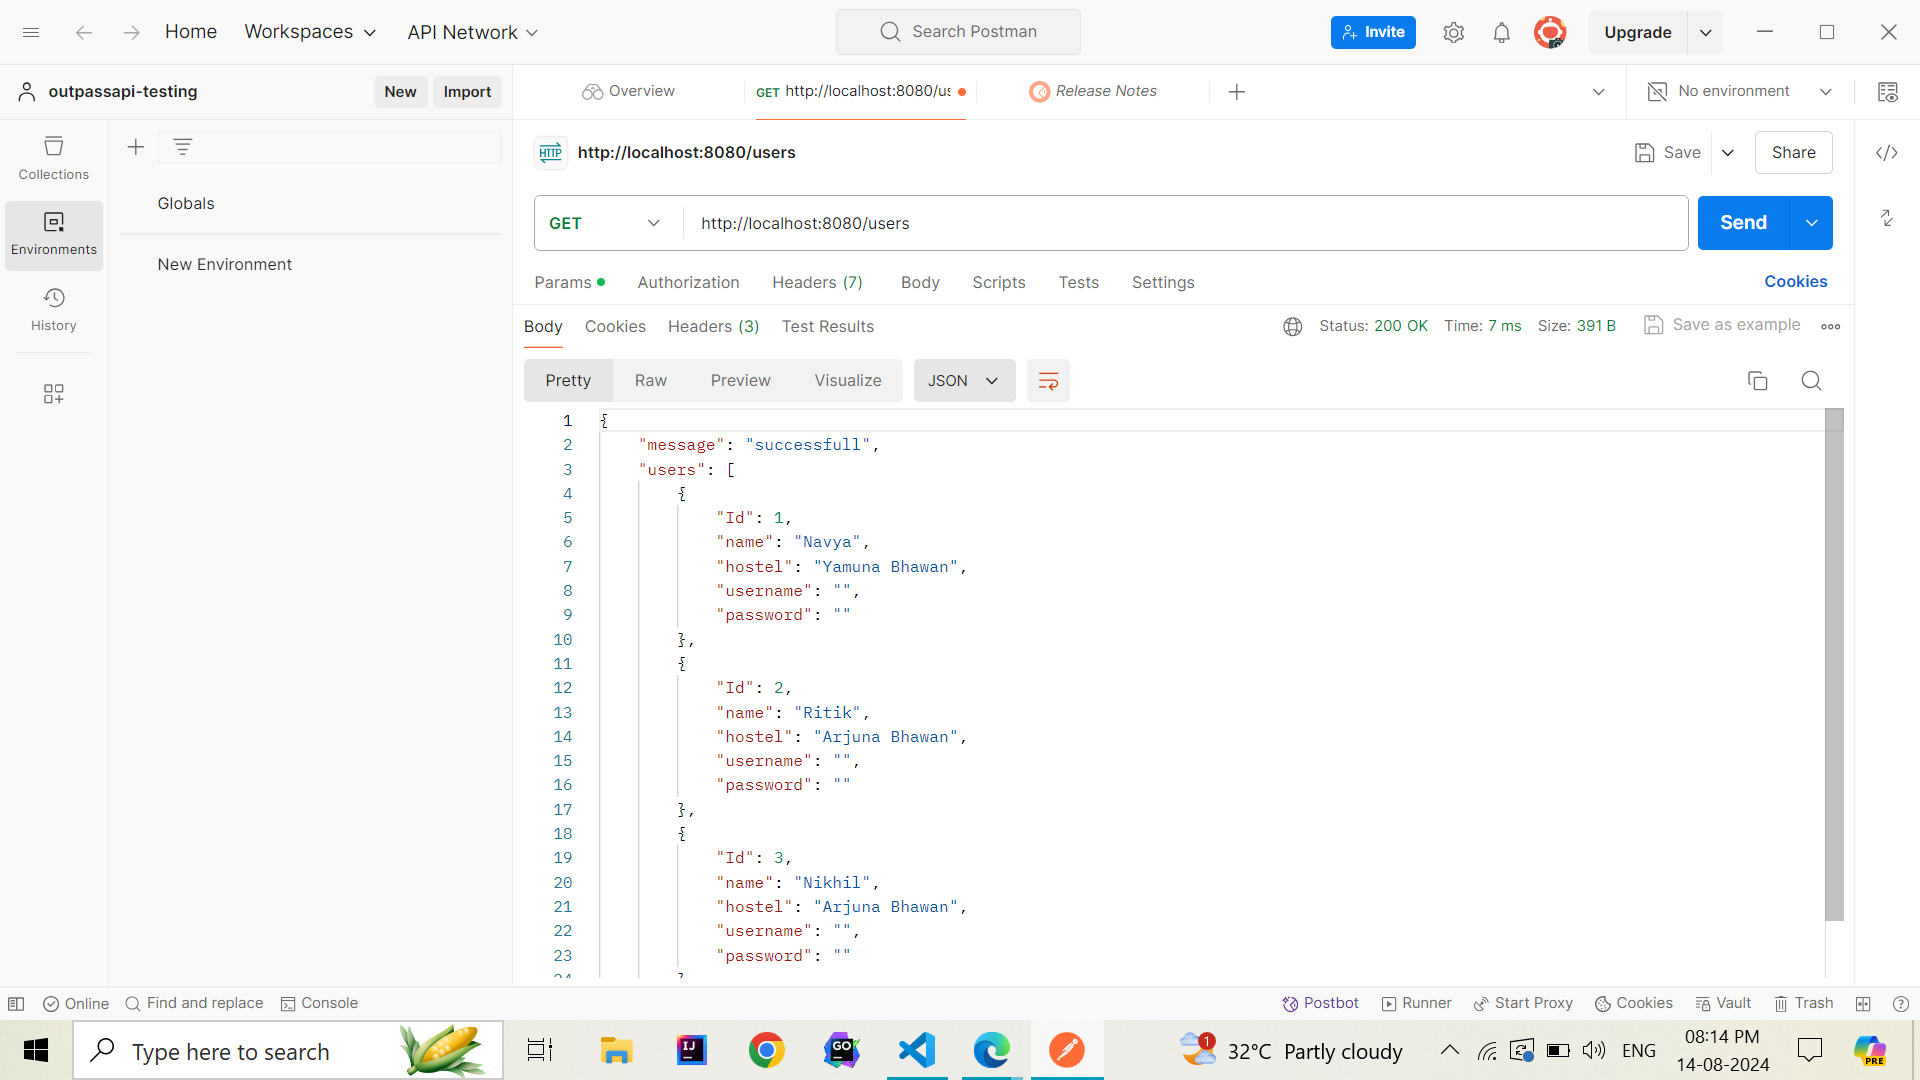 Home Workspaces API Network Search Postman Invite Upgrade
outpassapi-testing New Import Overview GET http://localhost:8080/us Release Notes No environment
Collections
Environments
History
Globals
New Environment
HTTP http://localhost:8080/users Save Share
GET http://localhost:8080/users Send
Params Authorization Headers (7) Body Scripts Tests Settings Cookies
Body Cookies Headers (3) Test Results Status: 200 OK Time: 7 ms Size: 391 B Save as example
Pretty Raw Preview Visualize JSON
1 {
2 "message": "successfull",
3 "users": [
4 {
5 "Id": 1,
6 "name": "Navya",
7 "hostel": "Yamuna Bhawan",
8 "username": "",
9 "password": ""
10 },
11 {
12 "Id": 2,
13 "name": "Ritik",
14 "hostel": "Arjuna Bhawan",
15 "username": "",
16 "password": ""
17 },
18 {
19 "Id": 3,
20 "name": "Nikhil",
21 "hostel": "Arjuna Bhawan",
22 "username": "",
23 "password": ""
Online Find and replace Console Postbot Runner Start Proxy Cookies Vault Trash
Type here to search IJ GO 1 32°C Partly cloudy ENG 08:14 PM PRE
14-08-2024